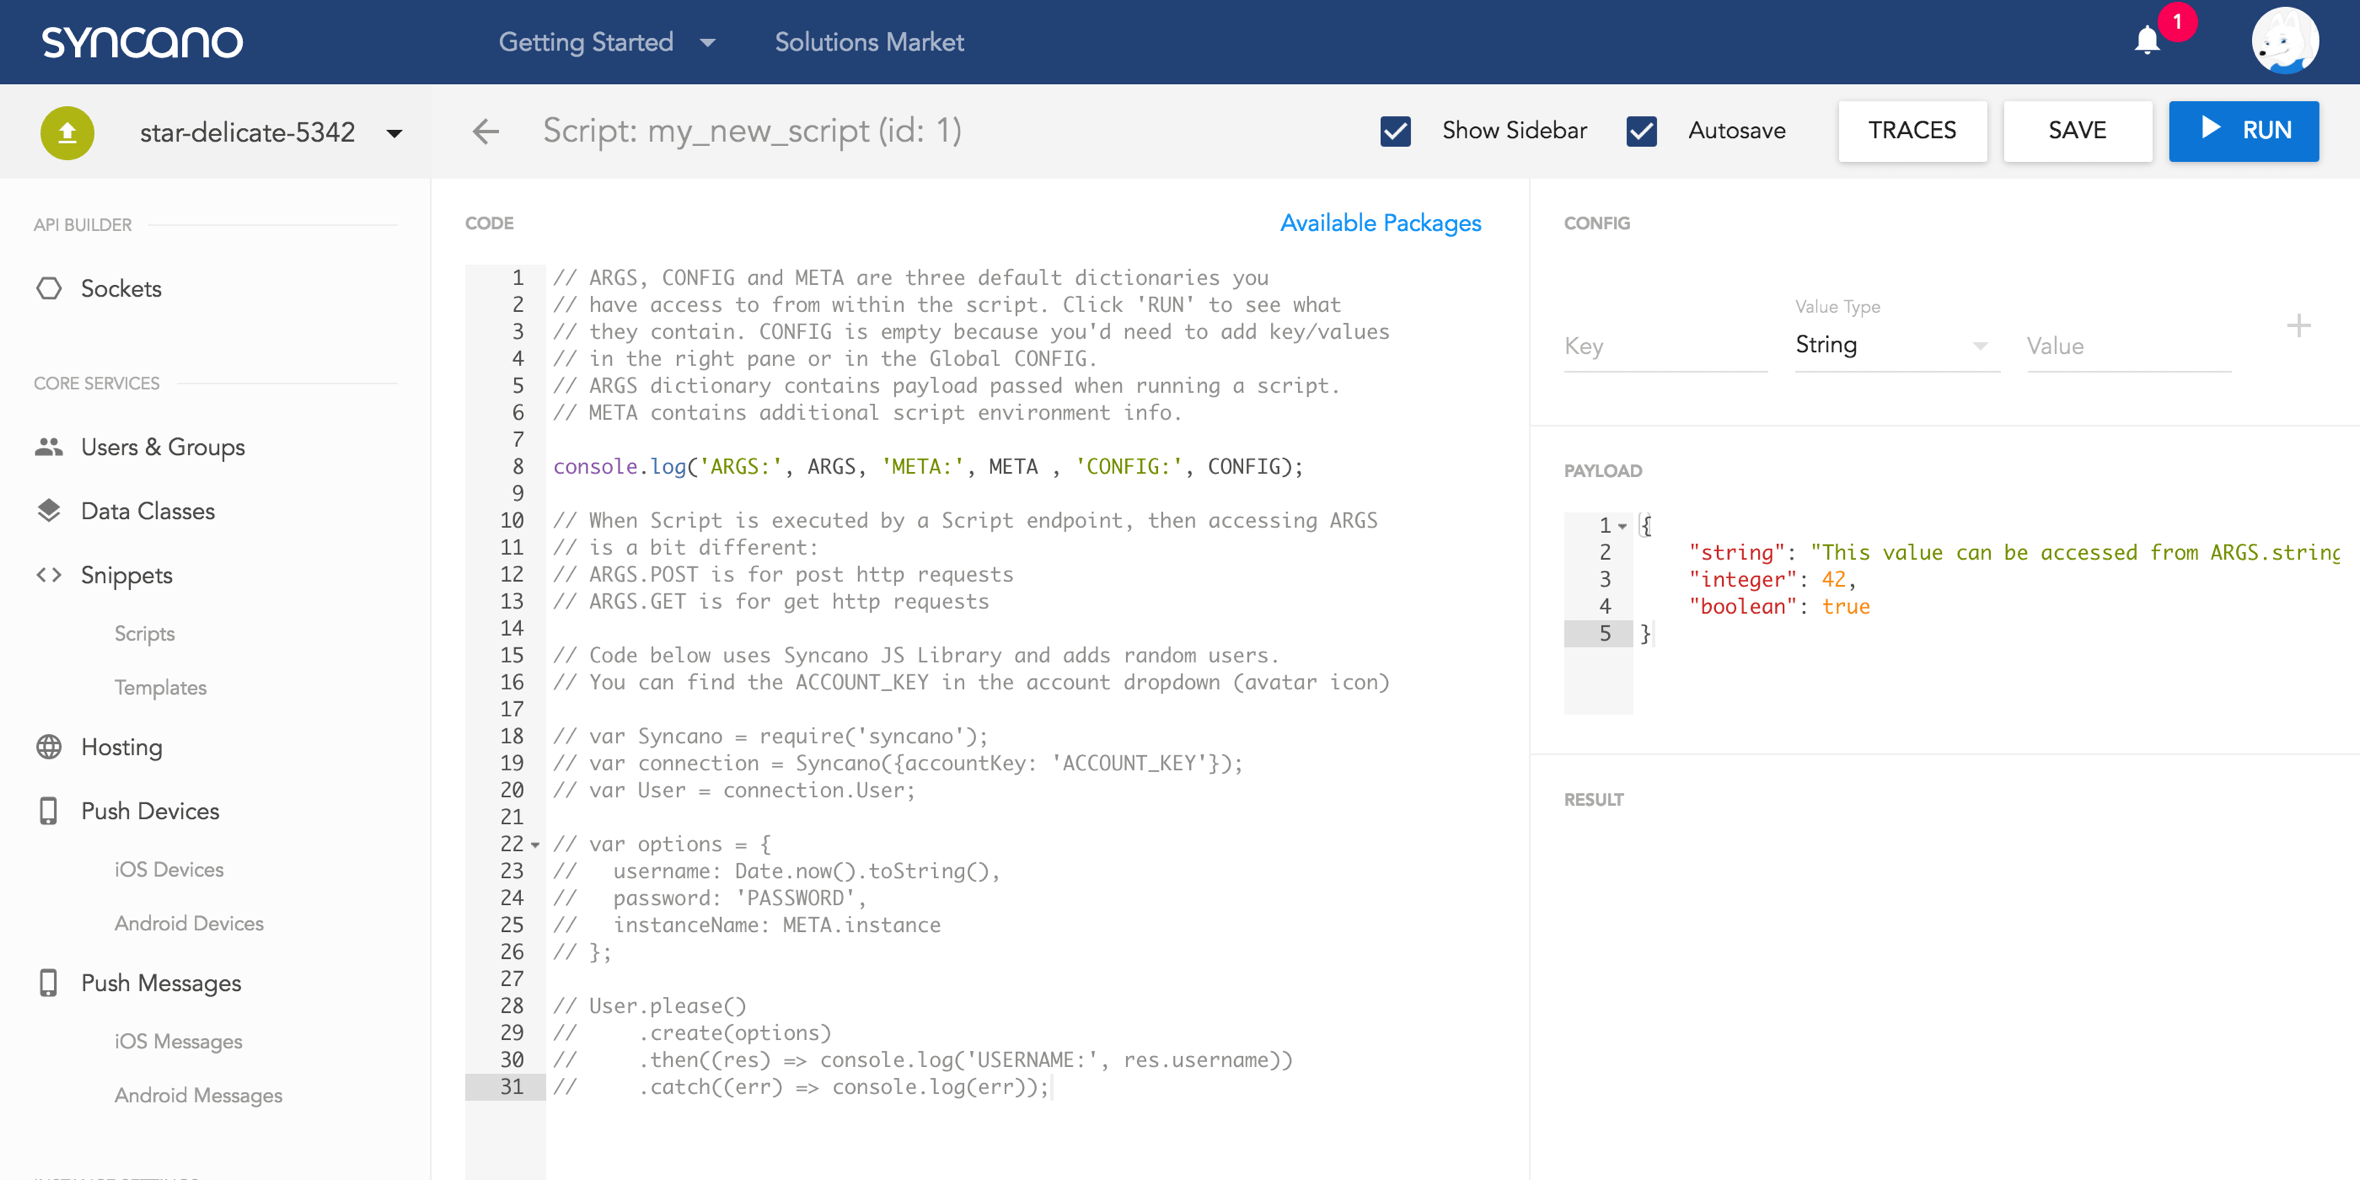 syncano
Getting Started
Solutions Market
1
star-delicate-5342
Script: my_new_script (id: 1)
Show Sidebar
Autosave
TRACES
SAVE
RUN
API BUILDER
Sockets
CORE SERVICES
Users & Groups
Data Classes
Snippets
Scripts
Templates
Hosting
Push Devices
iOS Devices
Android Devices
Push Messages
iOS Messages
Android Messages
CODE
Available Packages
1 // ARGS, CONFIG and META are three default dictionaries you
2 // have access to from within the script. Click 'RUN' to see what
3 // they contain. CONFIG is empty because you'd need to add key/values
4 // in the right pane or in the Global CONFIG.
5 // ARGS dictionary contains payload passed when running a script.
6 // META contains additional script environment info.
7
8 console.log('ARGS:', ARGS, 'META:', META , 'CONFIG:', CONFIG);
9
10 // When Script is executed by a Script endpoint, then accessing ARGS
11 // is a bit different:
12 // ARGS.POST is for post http requests
13 // ARGS.GET is for get http requests
14
15 // Code below uses Syncano JS Library and adds random users.
16 // You can find the ACCOUNT_KEY in the account dropdown (avatar icon)
17
18 // var Syncano = require('syncano');
19 // var connection = Syncano({accountKey: 'ACCOUNT_KEY'});
20 // var User = connection.User;
21
22 // var options = {
23 //   username: Date.now().toString(),
24 //   password: 'PASSWORD',
25 //   instanceName: META.instance
26 // };
27
28 // User.please()
29 //     .create(options)
30 //     .then((res) => console.log('USERNAME:', res.username))
31 //     .catch((err) => console.log(err));
CONFIG
Key
Value Type
String
Value
PAYLOAD
1 {
2     "string": "This value can be accessed from ARGS.string
3     "integer": 42,
4     "boolean": true
5 }
RESULT